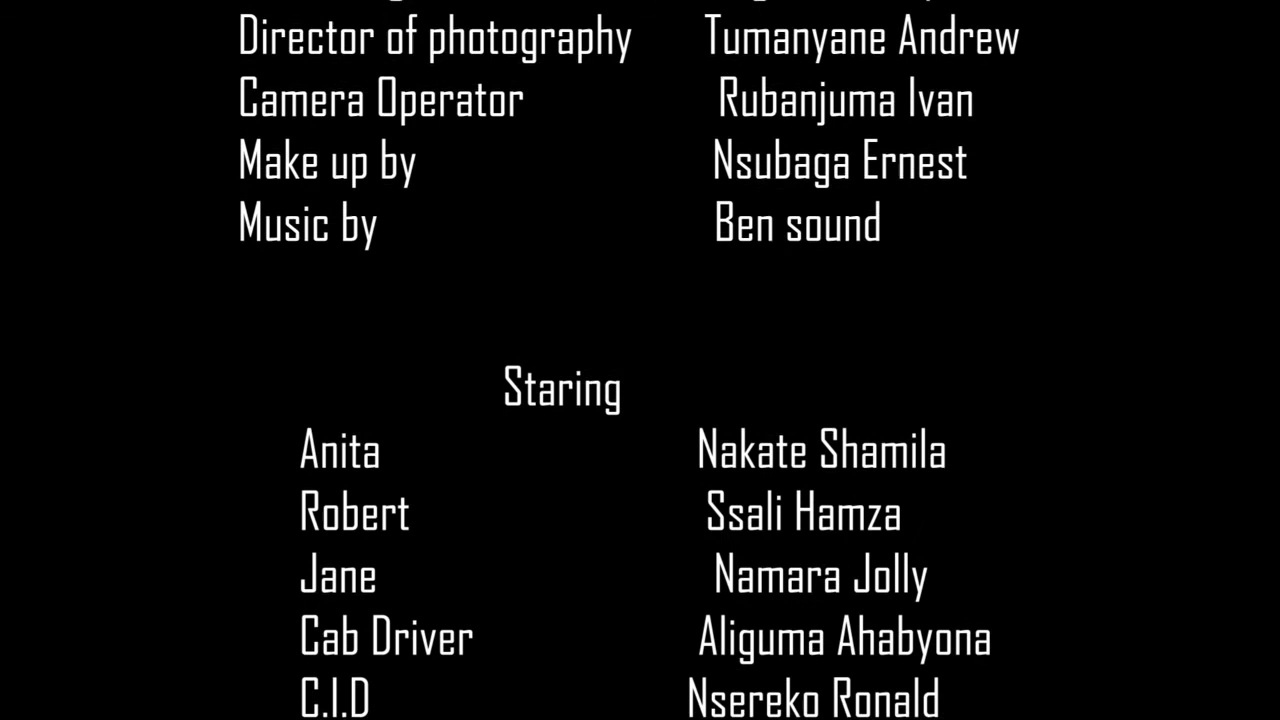 Director of photography Tumanyane Andrew
Camera Operator Rubanjuma Ivan
Make up by Nsubaga Ernest
Music by Ben sound
Staring
Anita Nakate Shamila
Robert Ssali Hamza
Jane Namara Jolly
Cab Driver Aliguma Ahabyona
C.I.D Nsereko Ronald